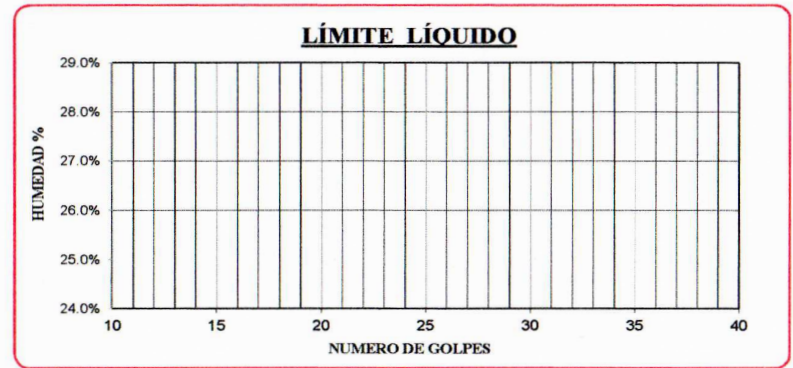 LÍMITE LÍQUIDO
29.0%
28.0%
27.0%
26.0%
25.0%
24.0%
HUMEDAD %
10 15 20 25 30 35 40
NUMERO DE GOLPES